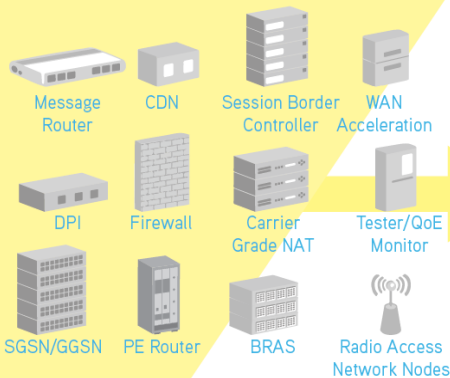 Message
Router
CDN
Session Border
Controller
WAN
Acceleration
DPI
Firewall
Carrier
Grade NAT
Tester/QoE
Monitor
SGSN/GGSN
PE Router
BRAS
Radio Access
Network Nodes